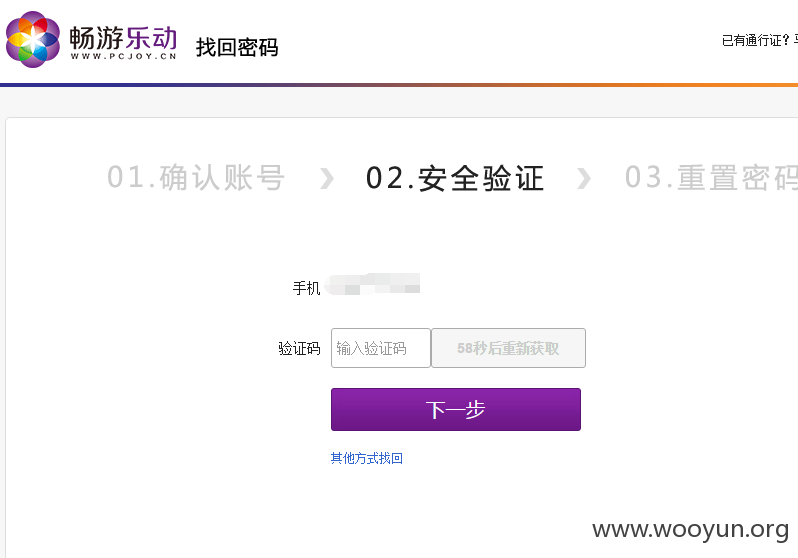 畅游乐动
WWW.PCJOY.CN
找回密码
已有通行证?
01.确认账号
02.安全验证
03.重置密码
手机
验证码
输入验证码
58秒后重新获取
下一步
其他方式找回
www.wooyun.org